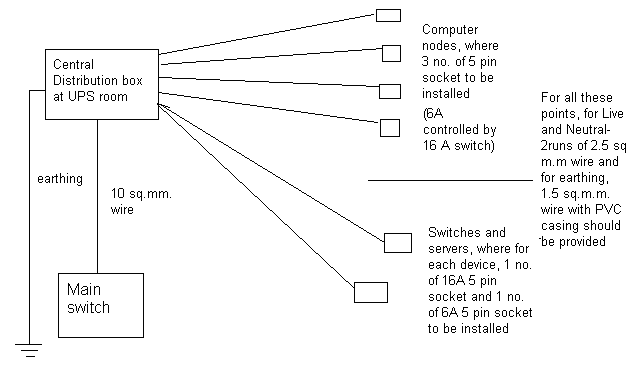 Central
Distribution box
at UPS room
earthing
10 sq.mm.
wire
Main
switch
Computer
nodes, where
3 no. of 5 pin
socket to be
installed
(6A
controlled by
16 A switch)
Switches and
servers, where for
each device, 1 no.
of 16A 5 pin
socket and 1 no.
of 6A 5 pin socket
to be installed
For all these
points, for Live
and Neutral-
2runs of 2.5 sq
m.m wire and
for earthing,
1.5 sq.m.m.
wire with PVC
casing should
be provided